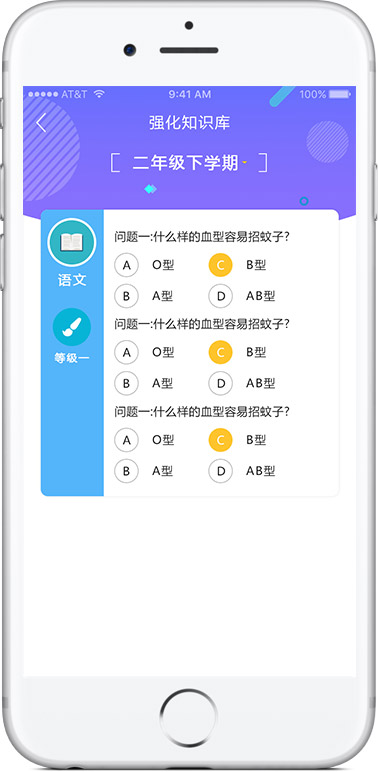 AT&T 9:41 AM 100%
强化知识库
二年级下学期
语文
等级一
问题一:什么样的血型容易招蚊子?
A O型 C B型
B A型 D AB型
问题一:什么样的血型容易招蚊子?
A O型 C B型
B A型 D AB型
问题一:什么样的血型容易招蚊子?
A O型 C B型
B A型 D AB型